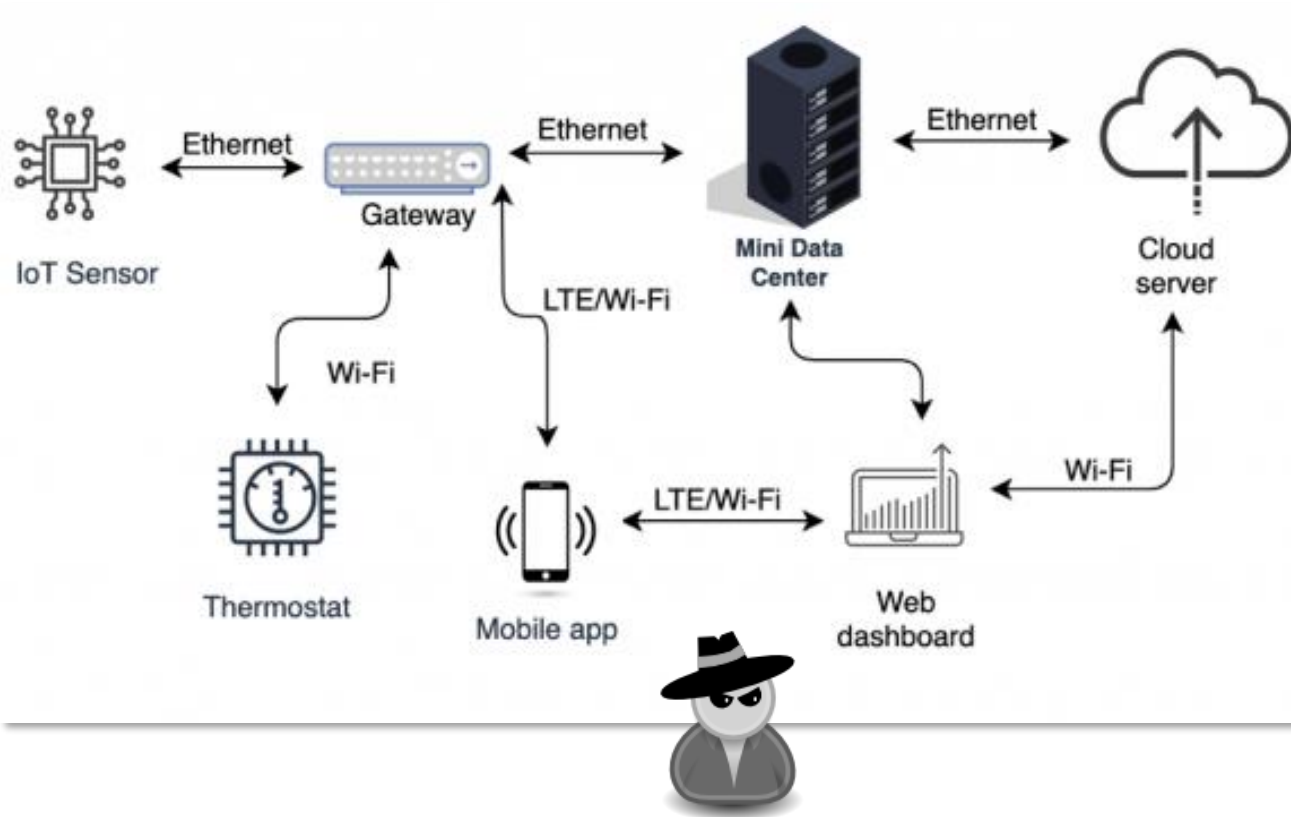 Ethernet
Ethernet
Ethernet
Gateway
IoT Sensor
Mini Data
Center
Cloud
server
LTE/Wi-Fi
Wi-Fi
Wi-Fi
LTE/Wi-Fi
Thermostat
Mobile app
Web
dashboard